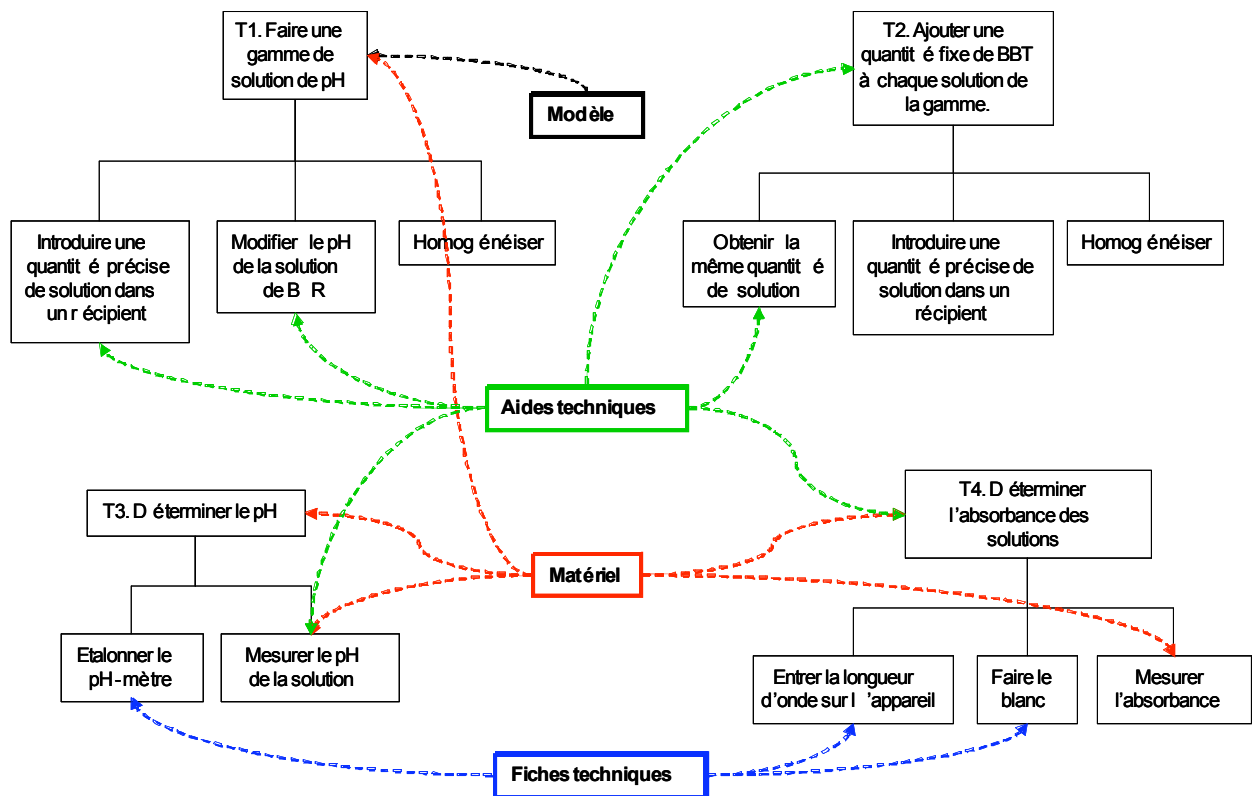 T1. Faire une
gamme de
solution de pH
T2. Ajouter une
quantit é fixe de BBT
à chaque solution de
la gamme.
Modèle
Introduire une
quantit é précise
de solution dans
un r écipient
Modifier le pH
de la solution
de B R
Homog énéiser
Obtenir la
même quantit é
de solution
Introduire une
quantit é précise de
solution dans un
récipient
Homog énéiser
Aides techniques
T3. D éterminer le pH
T4. D éterminer
l'absorbance des
solutions
Matériel
Etalonner le
pH-mètre
Mesurer le pH
de la solution
Entrer la longueur
d'onde sur l 'appareil
Faire le
blanc
Mesurer
l'absorbance
Fiches techniques